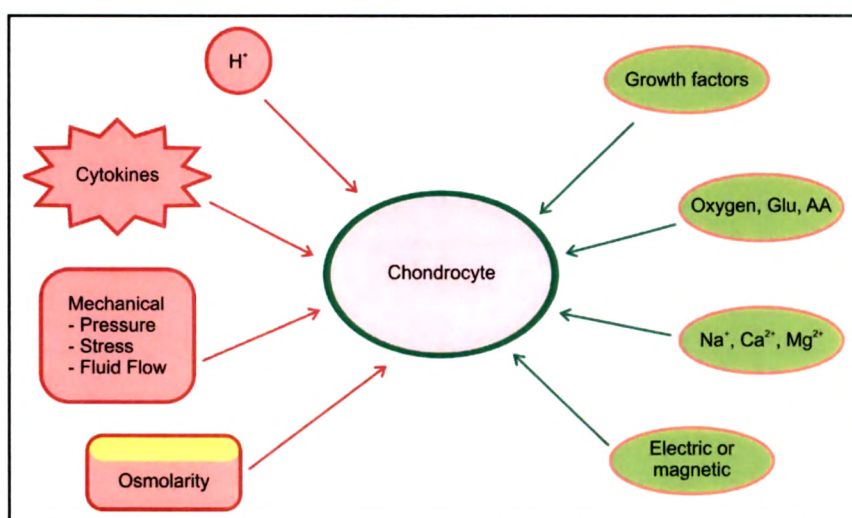 H⁺
Growth factors
Cytokines
Oxygen, Glu, AA
Chondrocyte
Mechanical
- Pressure
- Stress
- Fluid Flow
Na⁺, Ca²⁺, Mg²⁺
Osmolarity
Electric or
magnetic